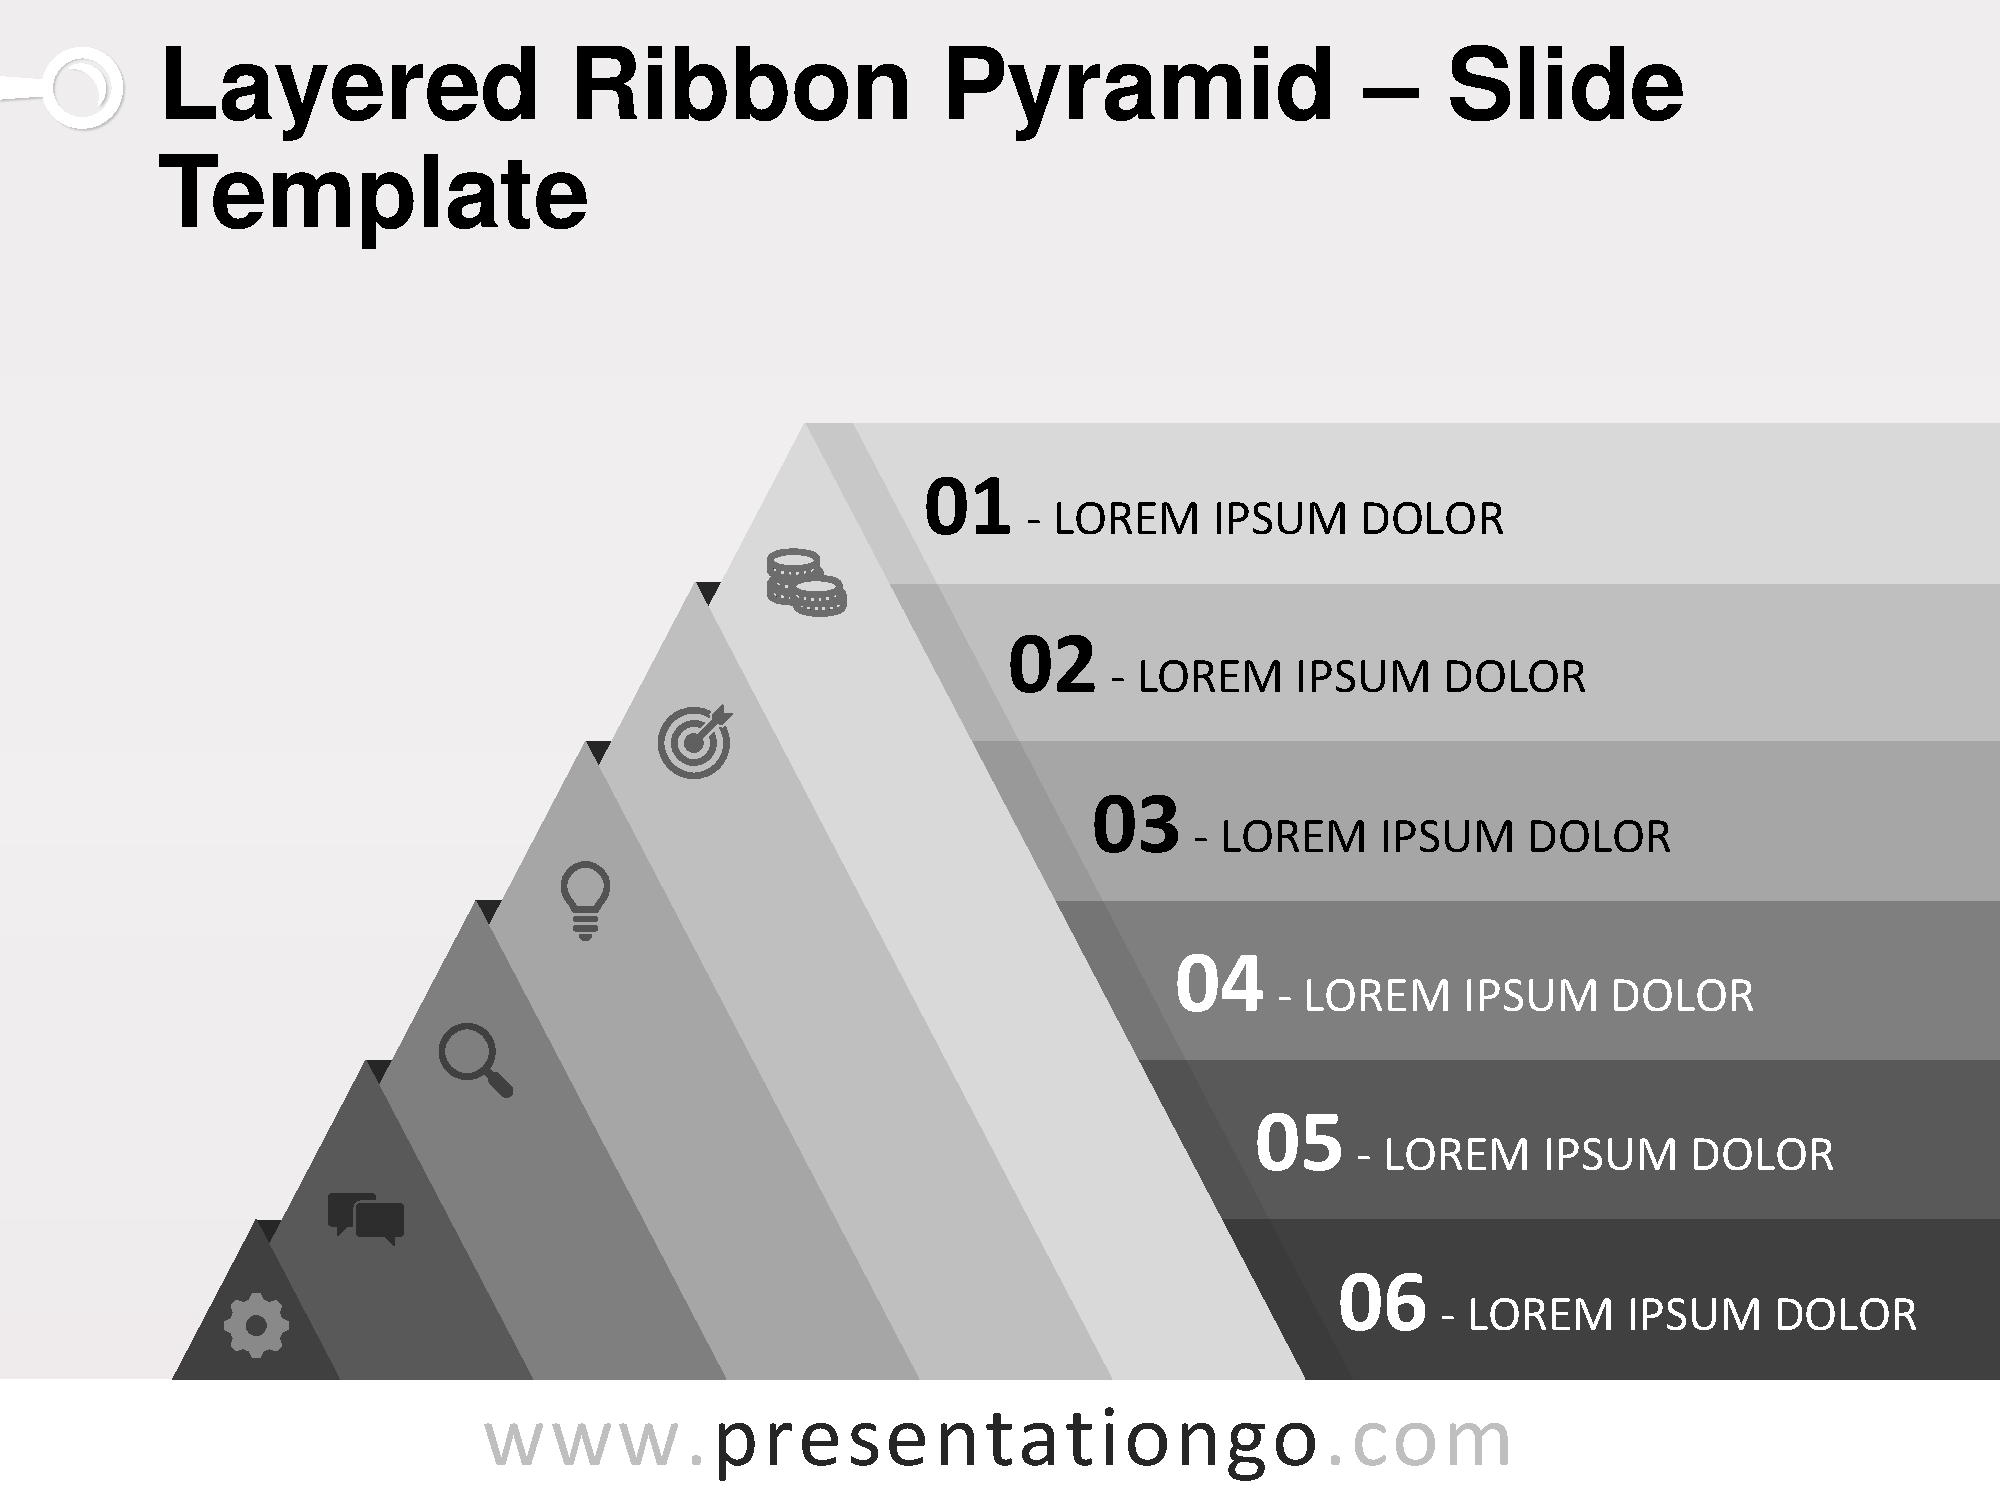 Layered Ribbon Pyramid – Slide
Template
01 - LOREM IPSUM DOLOR
02 - LOREM IPSUM DOLOR
03 - LOREM IPSUM DOLOR
04 - LOREM IPSUM DOLOR
05 - LOREM IPSUM DOLOR
06 - LOREM IPSUM DOLOR
www.presentationgo.com